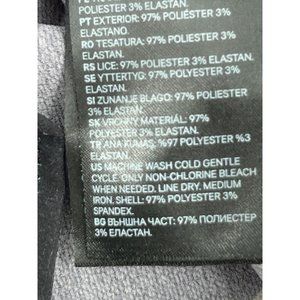 POLIESTER 3% ELASTAN.
PT EXTERIOR: 97% POLIÉSTER 3%
ELASTANO.
RO TESATURA: 97% POLIESTER 3%
ELASTAN.
RS LICE: 97% POLYESTER 3% ELASTAN.
SE YTTERTYG: 97% POLYESTER 3%
ELASTAN.
SI ZUNANJE BLAGO: 97% POLIESTER
3% ELASTAN.
SK VRCHNÝ MATERIÁL: 97%
POLYESTER 3% ELASTAN.
TR ANA KUMAŞ: %97 POLYESTER %3
ELASTAN.
US MACHINE WASH COLD GENTLE
CYCLE. ONLY NON-CHLORINE BLEACH
WHEN NEEDED. LINE DRY. MEDIUM
IRON. SHELL: 97% POLYESTER 3%
SPANDEX.
BG ВЪНШНА ЧАСТ: 97% ПОЛИЕСТЕР
3% ЕЛАСТАН.